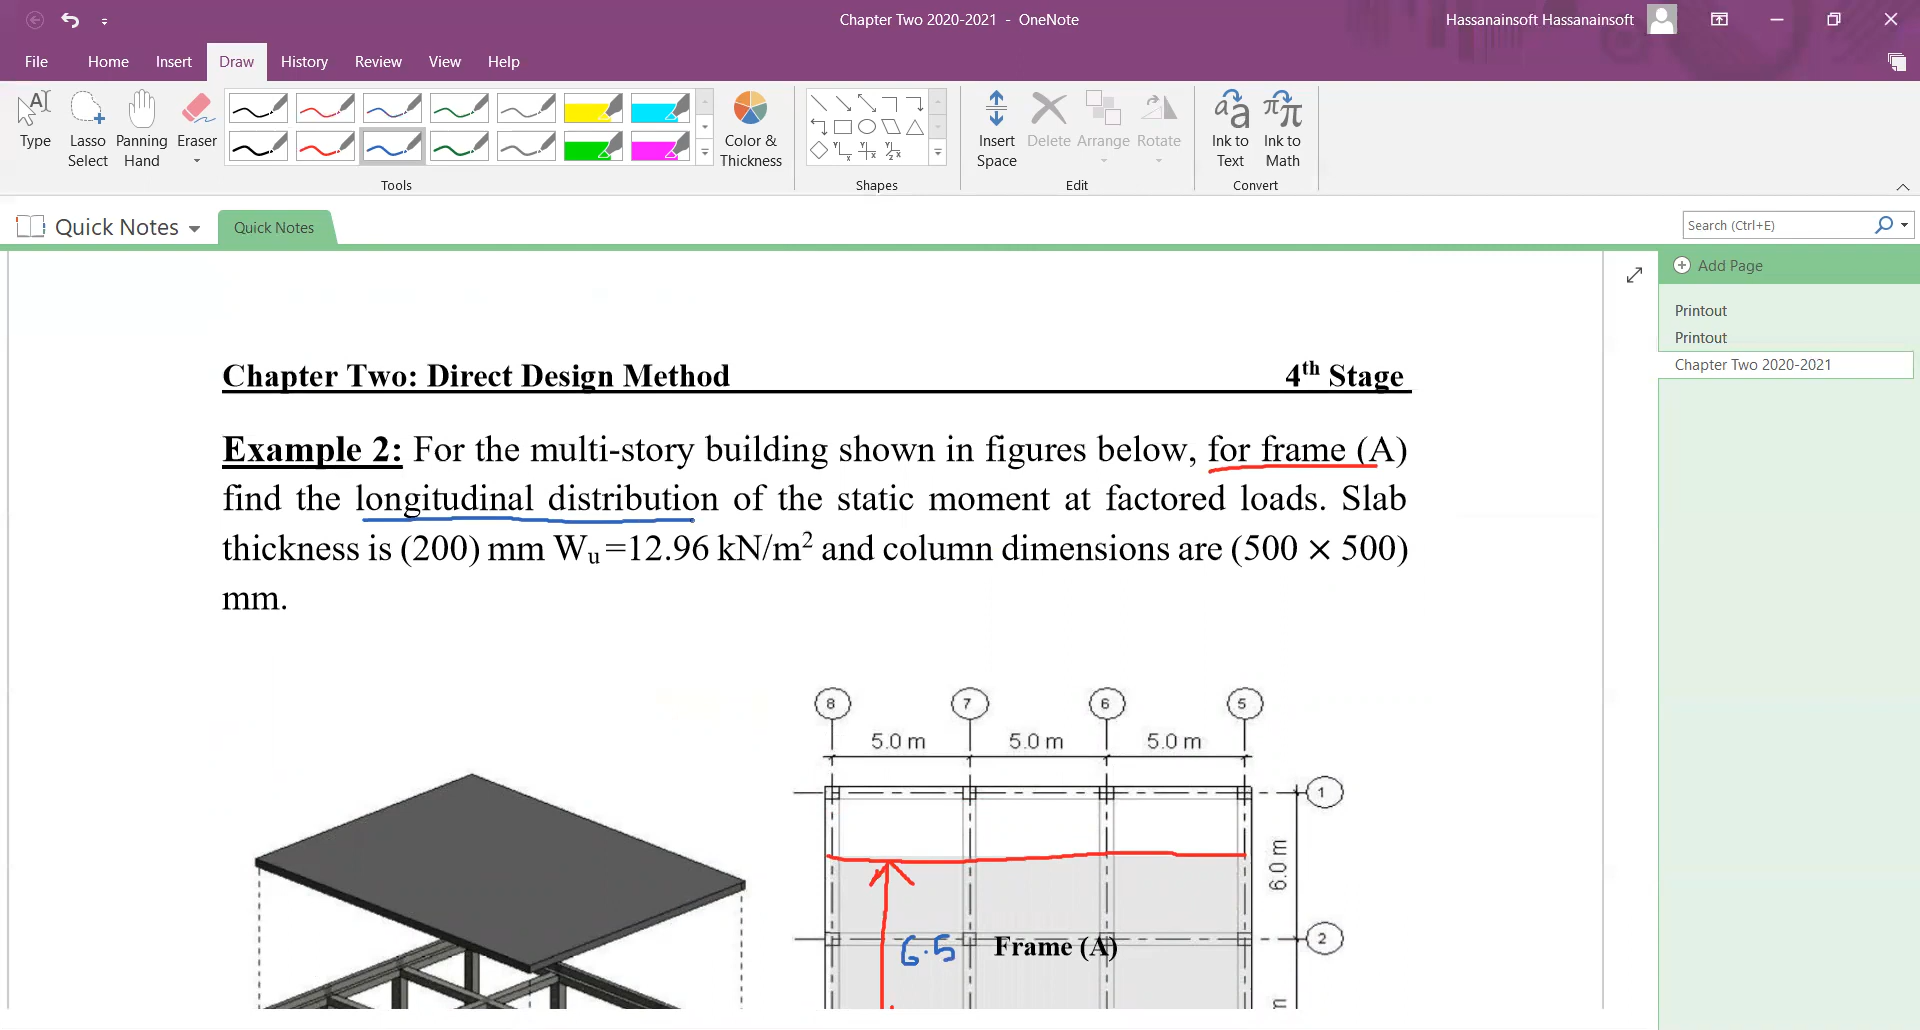 Chapter Two 2020-2021 - OneNote
Hassanainsoft Hassanainsoft
File Home Insert Draw History Review View Help
Type
Lasso Select
Panning Hand
Eraser
Color & Thickness
Insert Space
Delete
Arrange
Rotate
Ink to Text
Ink to Math
Tools
Shapes
Edit
Convert
Quick Notes
Quick Notes
Search (Ctrl+E)
Add Page
Printout
Printout
Chapter Two 2020-2021
Chapter Two: Direct Design Method 4th Stage
Example 2: For the multi-story building shown in figures below, for frame (A)
find the longitudinal distribution of the static moment at factored loads. Slab
thickness is (200) mm Wu=12.96 kN/m2 and column dimensions are (500 × 500)
mm.
8 7 6 5
5.0 m 5.0 m 5.0 m
1
6.0 m
6.5 Frame (A)
2
m